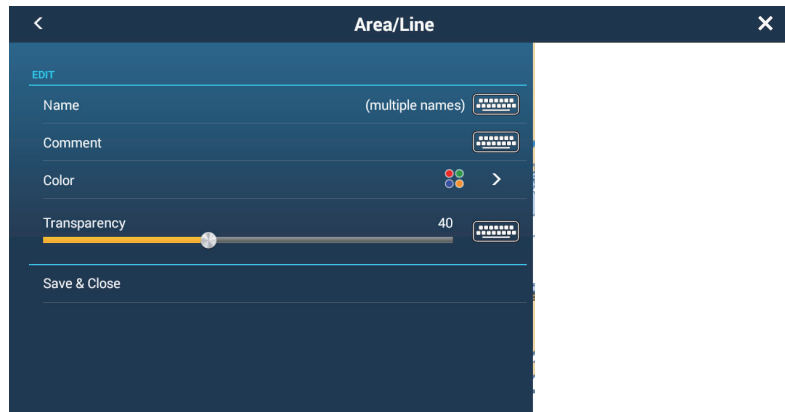 Area/Line
EDIT
Name (multiple names)
Comment
Color
Transparency 40
Save & Close